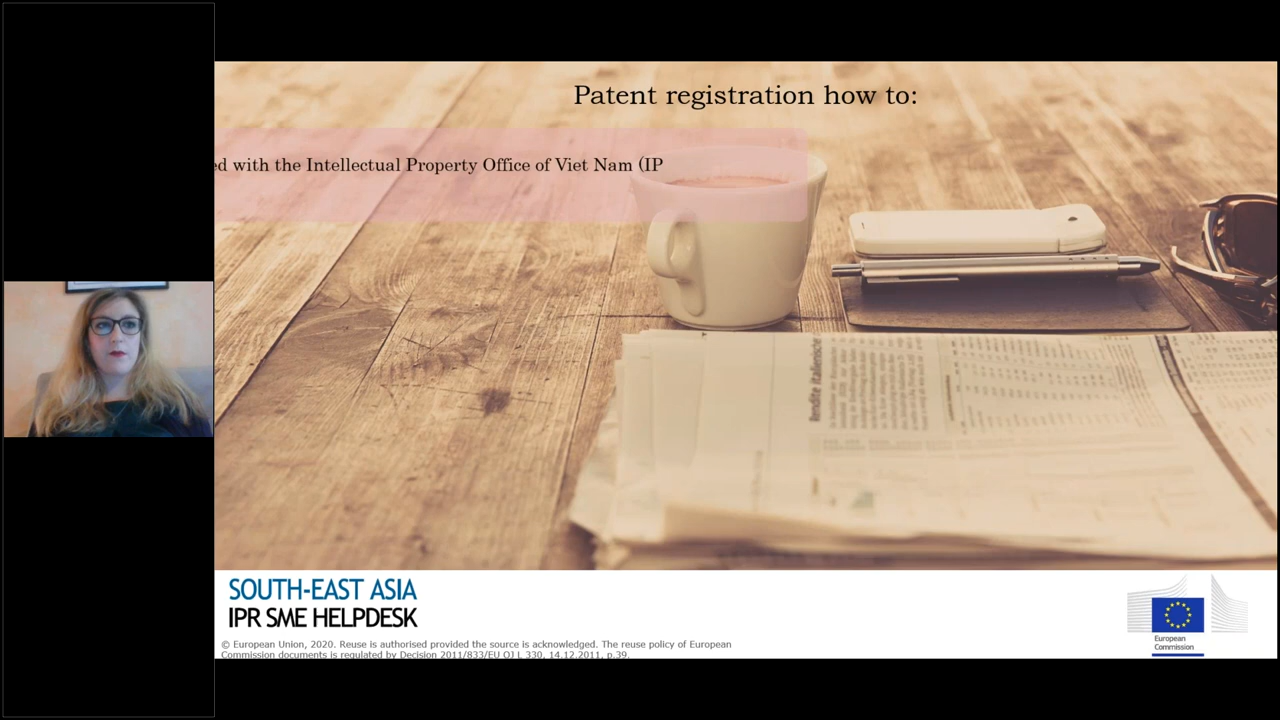 Patent registration how to:
ed with the Intellectual Property Office of Viet Nam (IP
Rendite italienische
SOUTH-EAST ASIA
IPR SME HELPDESK
© European Union, 2020. Reuse is authorised provided the source is acknowledged. The reuse policy of European
Commission documents is regulated by Decision 2011/833/EU OJ L 330, 14.12.2011, p.39.
European
Commission